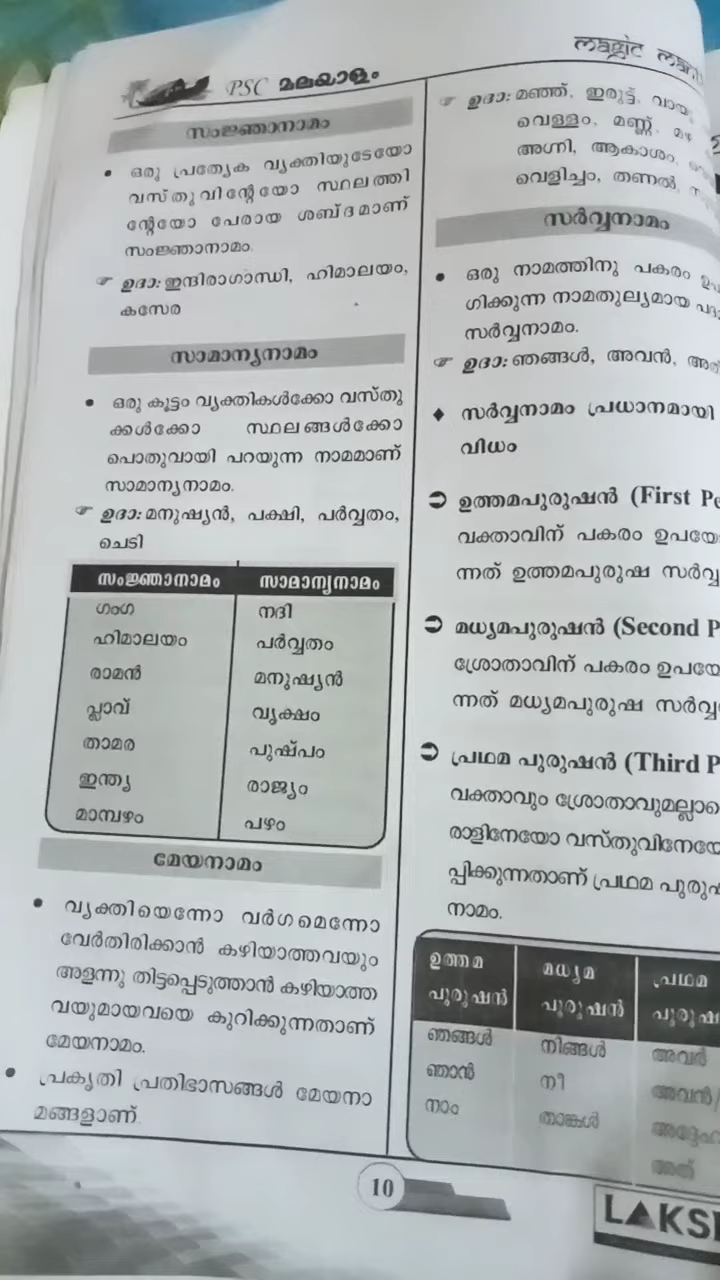 PSC മലയാളം
സംജ്ഞാനാമം
• ഒരു പ്രത്യേക വ്യക്തിയുടേയോ
വസ്തുവിന്റേയോ സ്ഥലത്തി
ന്റേയോ പേരായ ശബ്ദമാണ്
സംജ്ഞാനാമം.
☞ ഉദാ: ഇന്ദിരാഗാന്ധി, ഹിമാലയം,
കസേര
സാമാന്യനാമം
• ഒരു കൂട്ടം വ്യക്തികൾക്കോ വസ്തു
ക്കൾക്കോ സ്ഥലങ്ങൾക്കോ
പൊതുവായി പറയുന്ന നാമമാണ്
സാമാന്യനാമം.
☞ ഉദാ: മനുഷ്യൻ, പക്ഷി, പർവ്വതം,
ചെടി
സംജ്ഞാനാമം സാമാന്യനാമം
ഗംഗ നദി
ഹിമാലയം പർവ്വതം
രാമൻ മനുഷ്യൻ
പ്ലാവ് വൃക്ഷം
താമര പുഷ്പം
ഇന്ത്യ രാജ്യം
മാമ്പഴം പഴം
മേയനാമം
• വ്യക്തിയെന്നോ വർഗമെന്നോ
വേർതിരിക്കാൻ കഴിയാത്തവയും
അളന്നു തിട്ടപ്പെടുത്താൻ കഴിയാത്ത
വയുമായവയെ കുറിക്കുന്നതാണ്
മേയനാമം.
• പ്രകൃതി പ്രതിഭാസങ്ങൾ മേയനാ
മങ്ങളാണ്.
☞ ഉദാ: മഞ്ഞ്, ഇരുട്ട്, വായു
വെള്ളം, മണ്ണ്, മഴ
അഗ്നി, ആകാശം,
വെളിച്ചം, തണൽ,
സർവ്വനാമം
• ഒരു നാമത്തിനു പകരം
ഗിക്കുന്ന നാമതുല്യമായ
സർവ്വനാമം.
☞ ഉദാ: ഞങ്ങൾ, അവൻ,
♦ സർവ്വനാമം പ്രധാനമായി
വിധം
➲ ഉത്തമപുരുഷൻ (First
വക്താവിന് പകരം ഉപയോ
ന്നത് ഉത്തമപുരുഷ
➲ മധ്യമപുരുഷൻ (Second
ശ്രോതാവിന് പകരം ഉപയോ
ന്നത് മധ്യമപുരുഷ
➲ പ്രഥമ പുരുഷൻ (Third
വക്താവും ശ്രോതാവുമല്ലാതെ
രാളിനേയോ വസ്തുവിനേയോ
പ്പിക്കുന്നതാണ് പ്രഥമ
നാമം.
ഉത്തമ മധ്യമ പ്രഥമ
പുരുഷൻ പുരുഷൻ
ഞങ്ങൾ നിങ്ങൾ അവർ
ഞാൻ നീ അവൻ/
നാം താങ്കൾ
അത്
10